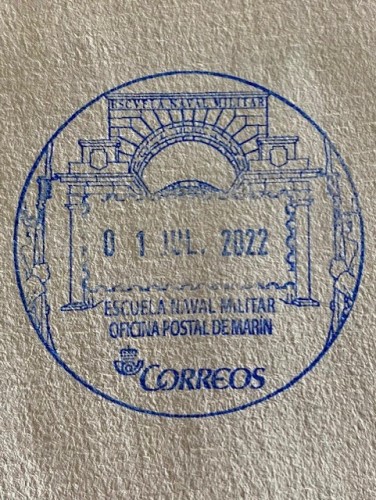 ESCUELA NAVAL MILITAR
0 1 JUL. 2022
ESCUELA NAVAL MILITAR
OFICINA POSTAL DE MARÍN
CORREOS